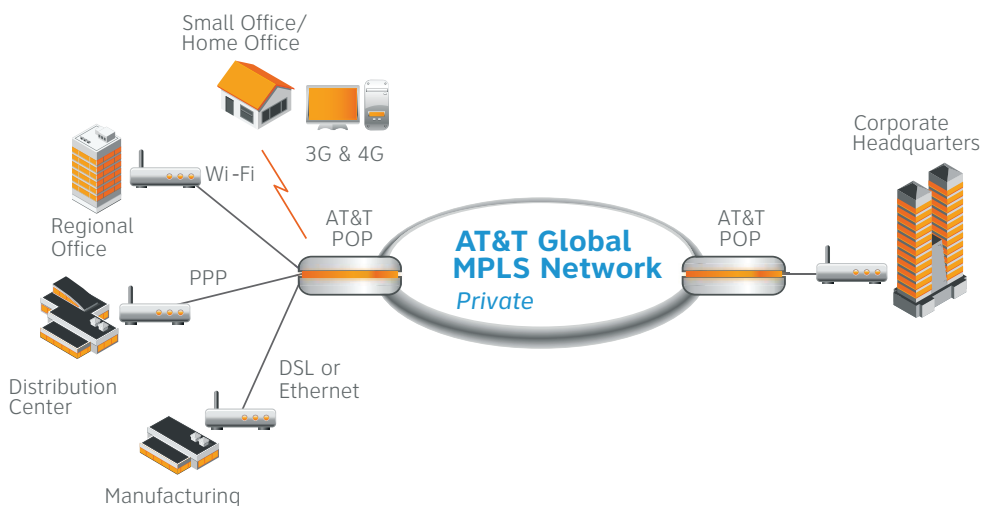 Small Office/
Home Office
3G & 4G
Corporate
Headquarters
Wi-Fi
Regional
Office
AT&T
POP
AT&T Global
MPLS Network
Private
AT&T
POP
PPP
Distribution
Center
DSL or
Ethernet
Manufacturing